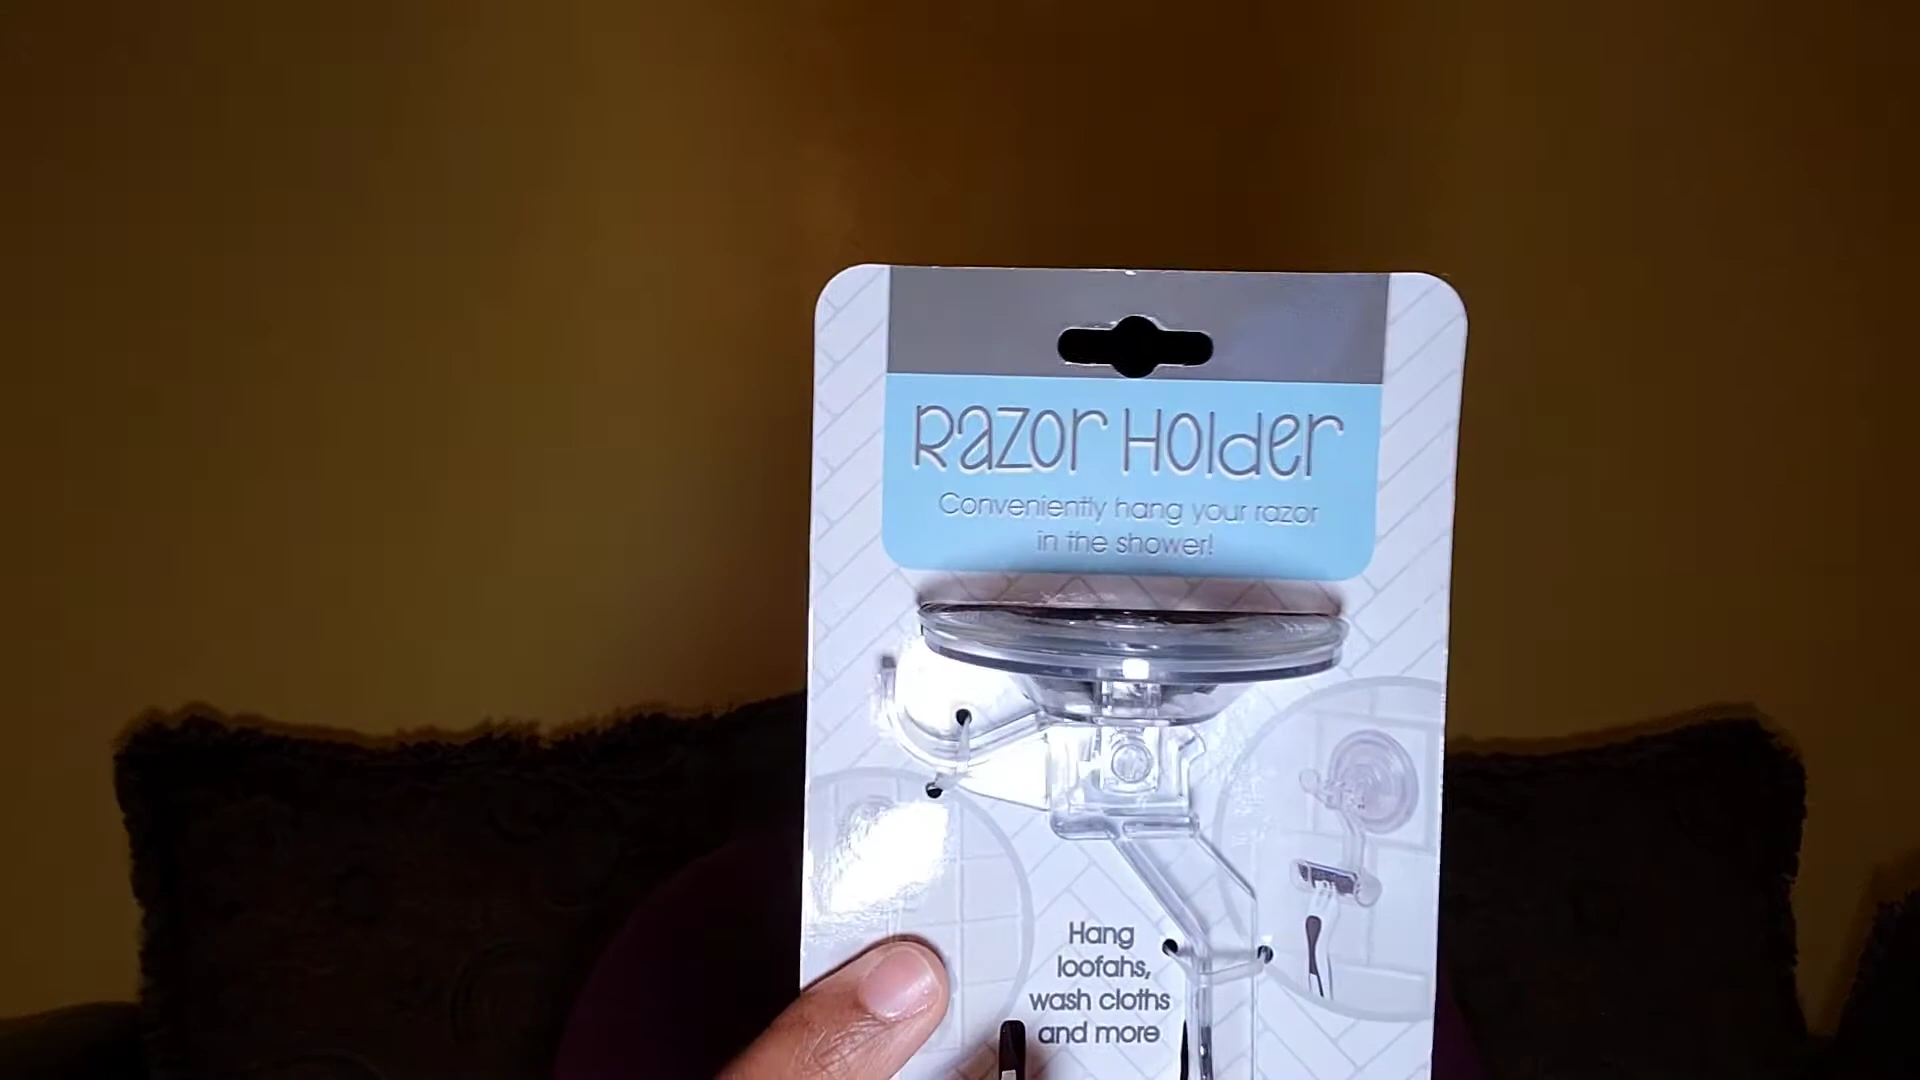 Razor Holder
Conveniently hang your razor
in the shower!
Hang
loofahs,
wash cloths
and more